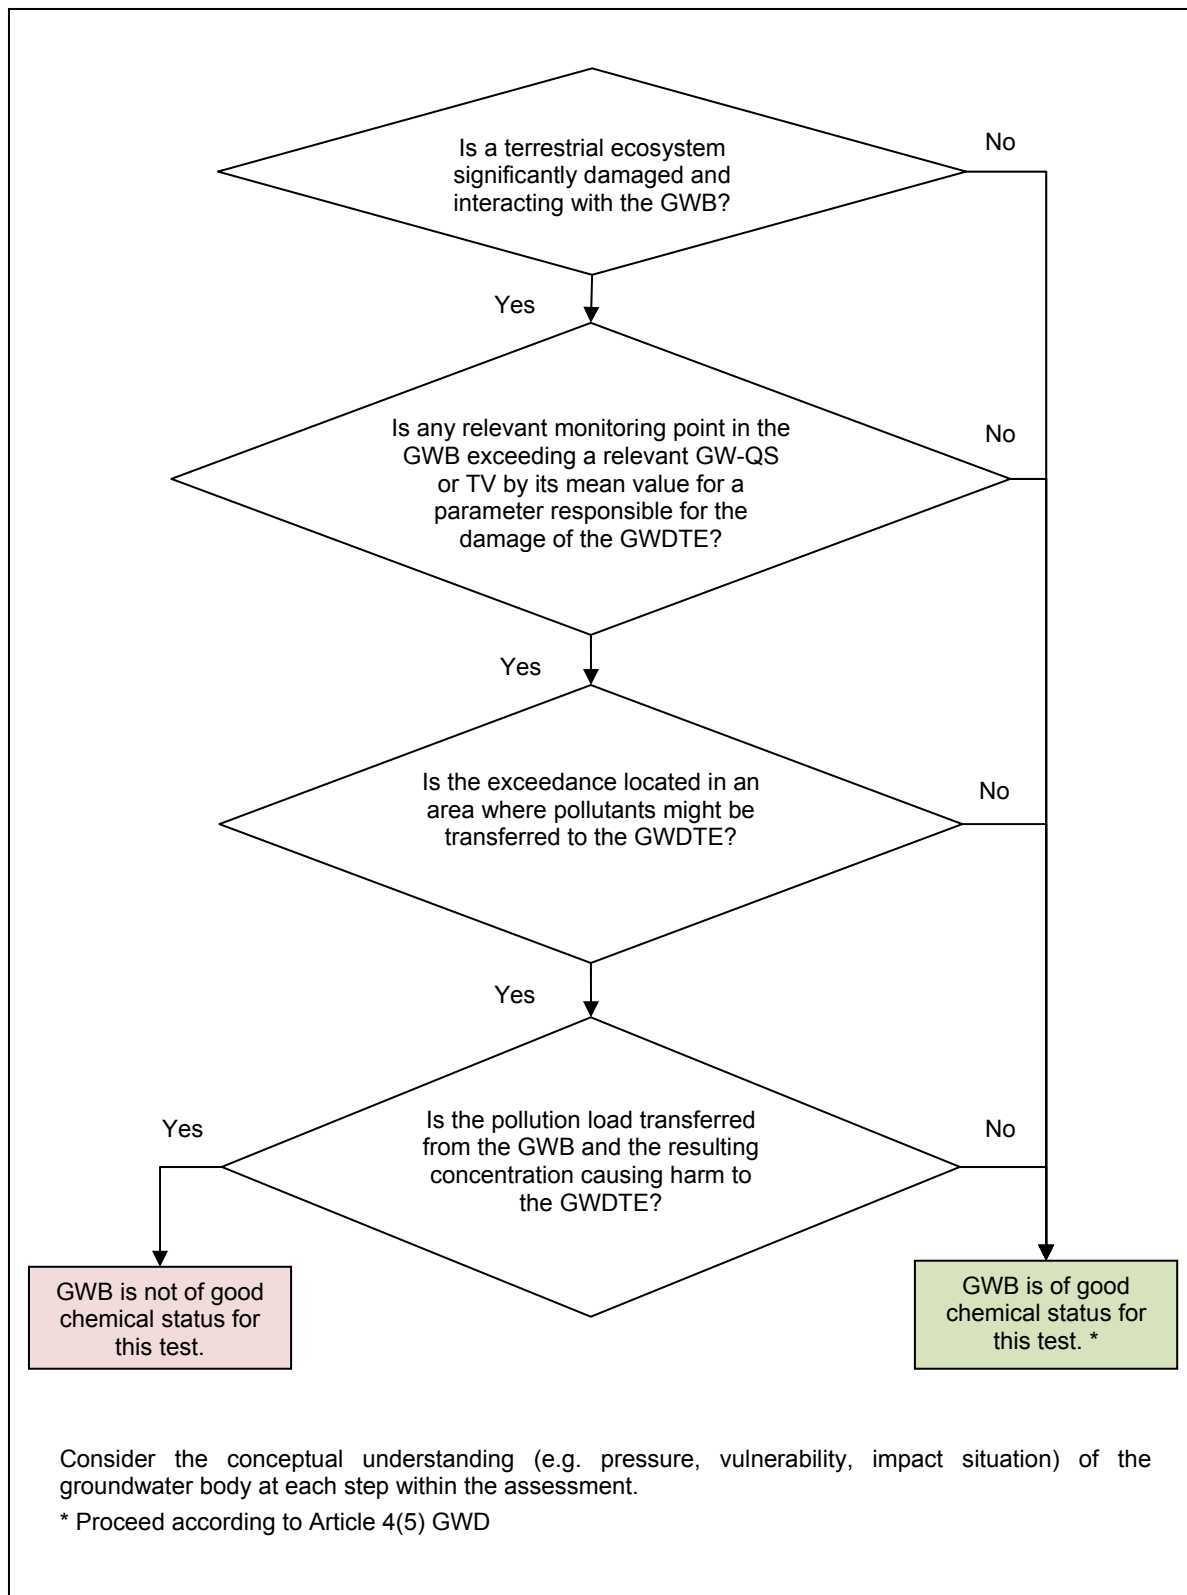 Is a terrestrial ecosystem
significantly damaged and
interacting with the GWB?
No
Yes
Is any relevant monitoring point in the
GWB exceeding a relevant GW-QS
or TV by its mean value for a
parameter responsible for the
damage of the GWDTE?
No
Yes
Is the exceedance located in an
area where pollutants might be
transferred to the GWDTE?
No
Yes
Is the pollution load transferred
from the GWB and the resulting
concentration causing harm to
the GWDTE?
Yes
No
GWB is not of good
chemical status for
this test.
GWB is of good
chemical status for
this test. *
Consider the conceptual understanding (e.g. pressure, vulnerability, impact situation) of the
groundwater body at each step within the assessment.
* Proceed according to Article 4(5) GWD